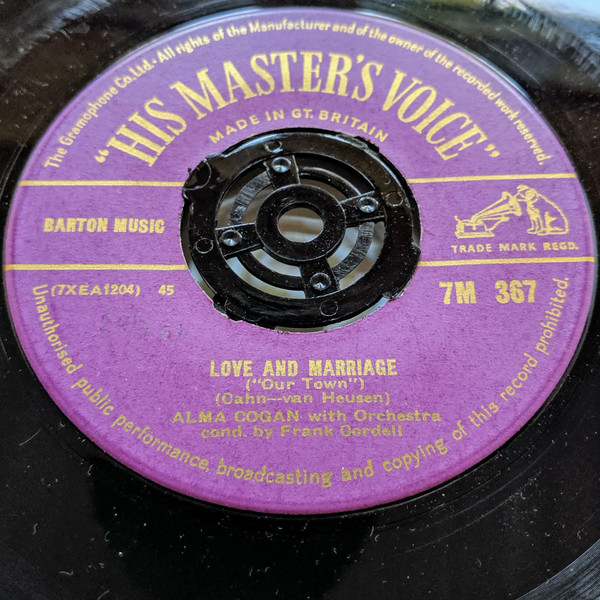 The Gramophone Co. Ltd. - All rights of the Manufacturer and of the owner of the recorded work reserved.
"HIS MASTER'S VOICE"
MADE IN GT. BRITAIN
BARTON MUSIC
TRADE MARK REGD.
(7XEA1204) 45
7M 367
LOVE AND MARRIAGE
("Our Town")
(Cahn—van Heusen)
ALMA COGAN with Orchestra
cond. by Frank Cordell
Unauthorised public performance, broadcasting and copying of this record prohibited.